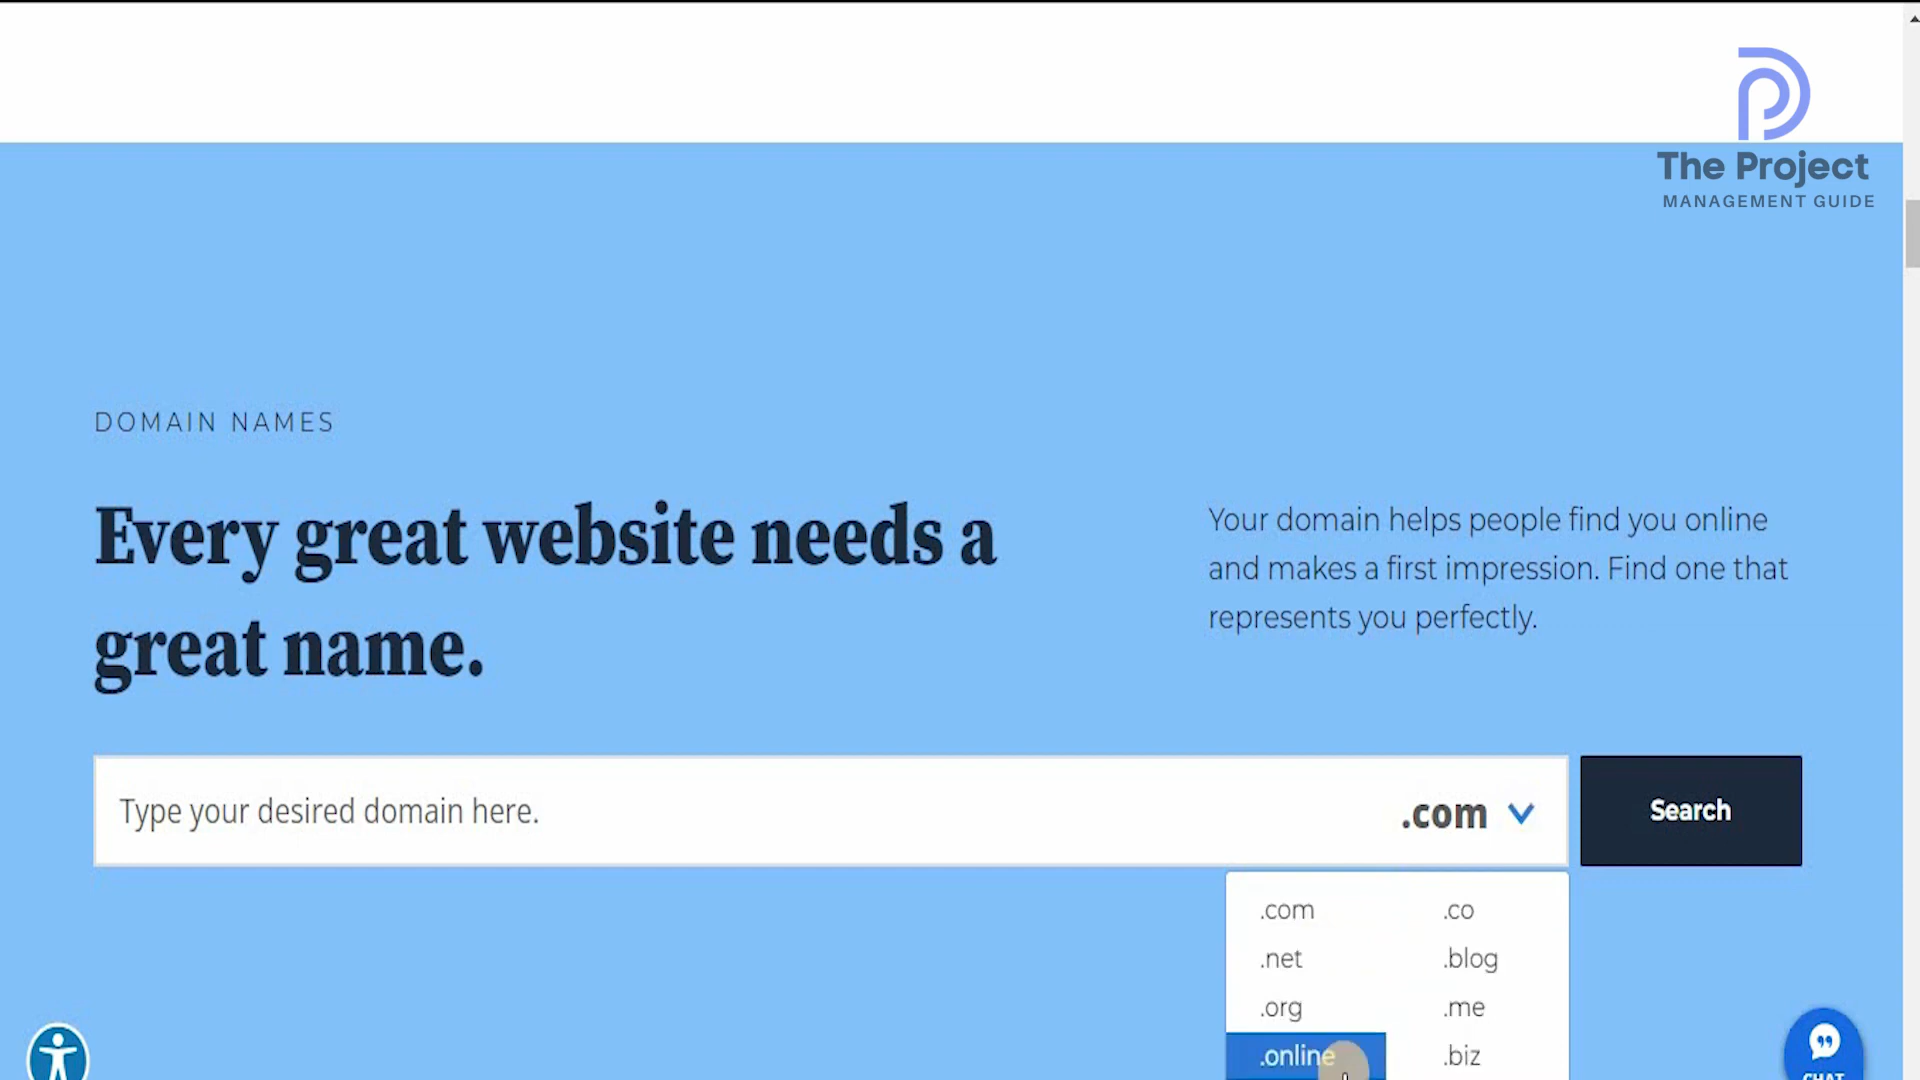 The Project
MANAGEMENT GUIDE
DOMAIN NAMES
Every great website needs a
great name.
Your domain helps people find you online
and makes a first impression. Find one that
represents you perfectly.
Type your desired domain here.
.com
Search
.com
.co
.net
.blog
.org
.me
.online
.biz
CHAT